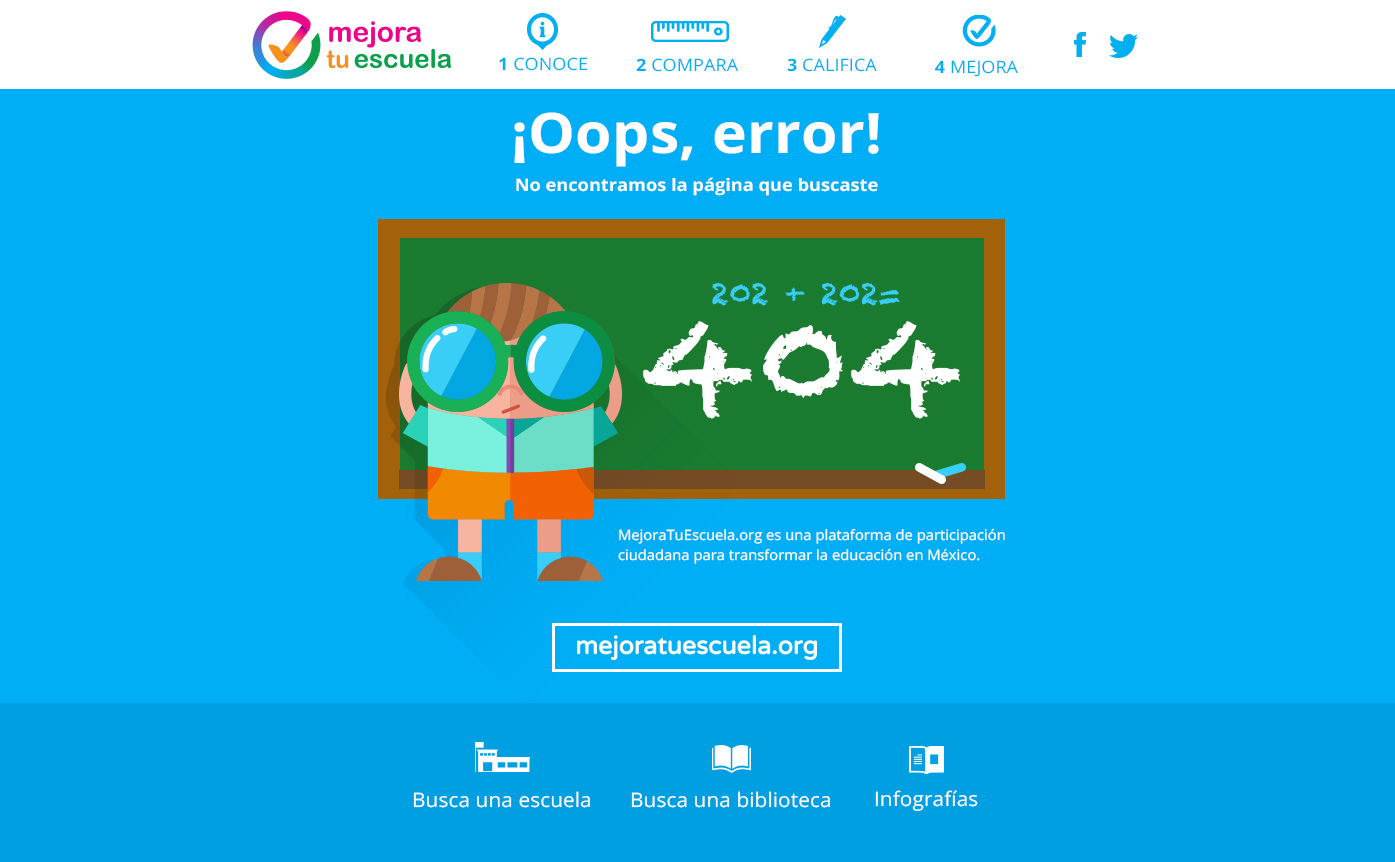 mejora
tu escuela
1 CONOCE
2 COMPARA
3 CALIFICA
4 MEJORA
¡Oops, error!
No encontramos la página que buscaste
202 + 202=
404
MejoraTuEscuela.org es una plataforma de participación
ciudadana para transformar la educación en México.
mejoratuescuela.org
Busca una escuela
Busca una biblioteca
Infografías